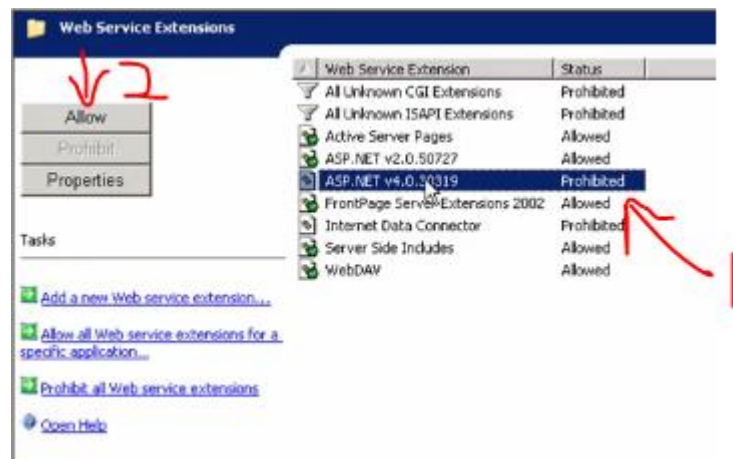 Web Service Extensions
2
Allow
Prohibit
Properties
Tasks
Add a new Web service extension...
Allow all Web service extensions for a
specific application...
Prohibit all Web service extensions
Open Help
Web Service Extension Status
All Unknown CGI Extensions Prohibited
All Unknown ISAPI Extensions Prohibited
Active Server Pages Allowed
ASP.NET v2.0.50727 Allowed
ASP.NET v4.0.30319 Prohibited
FrontPage Server Extensions 2002 Allowed
Internet Data Connector Prohibited
Server Side Includes Allowed
WebDAV Allowed